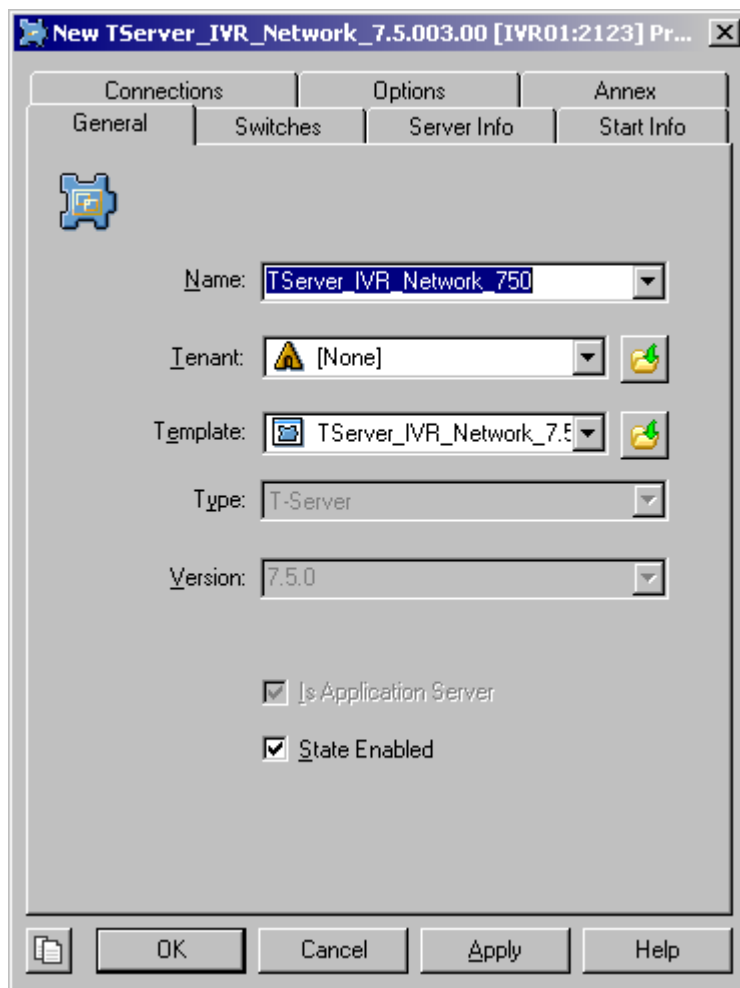 New TServer_IVR_Network_7.5.003.00 [IVR01:2123] Pr...
Connections Options Annex
General Switches Server Info Start Info
Name: TServer_IVR_Network_750
Tenant: [None]
Template: TServer_IVR_Network_7.5
Type: T-Server
Version: 7.5.0
Is Application Server
State Enabled
OK Cancel Apply Help